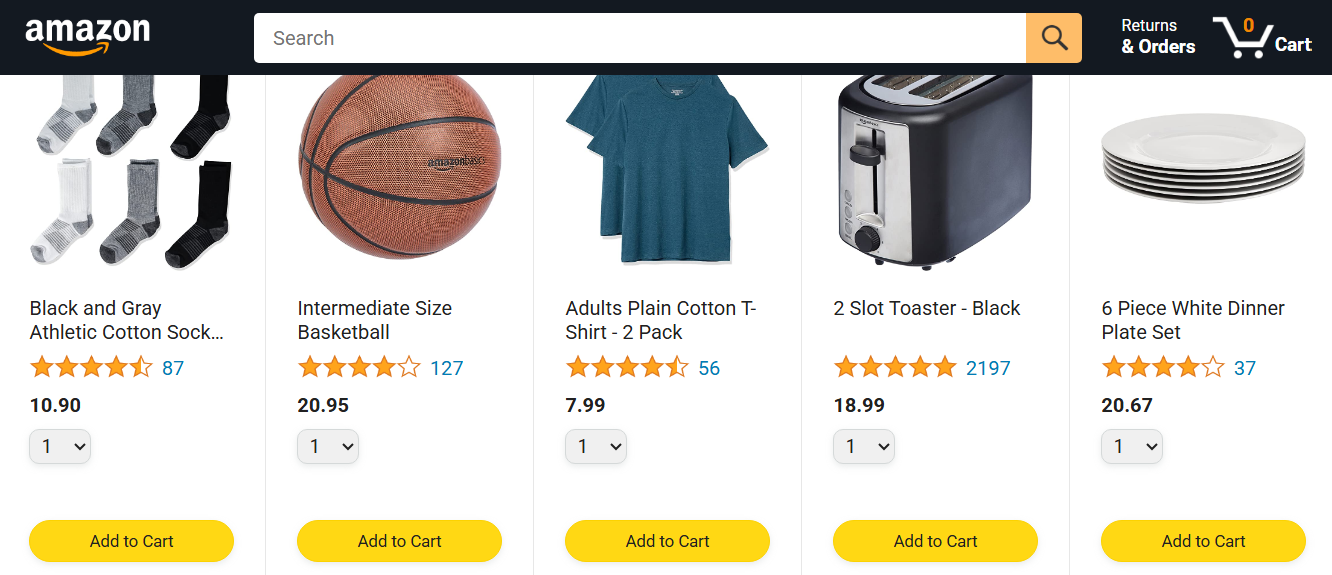 amazon
Search
Returns
& Orders
0
Cart
amazonbasics
Black and Gray
Athletic Cotton Sock...
87
10.90
1
Add to Cart
Intermediate Size
Basketball
127
20.95
1
Add to Cart
Adults Plain Cotton T-
Shirt - 2 Pack
56
7.99
1
Add to Cart
2 Slot Toaster - Black
2197
18.99
1
Add to Cart
6 Piece White Dinner
Plate Set
37
20.67
1
Add to Cart